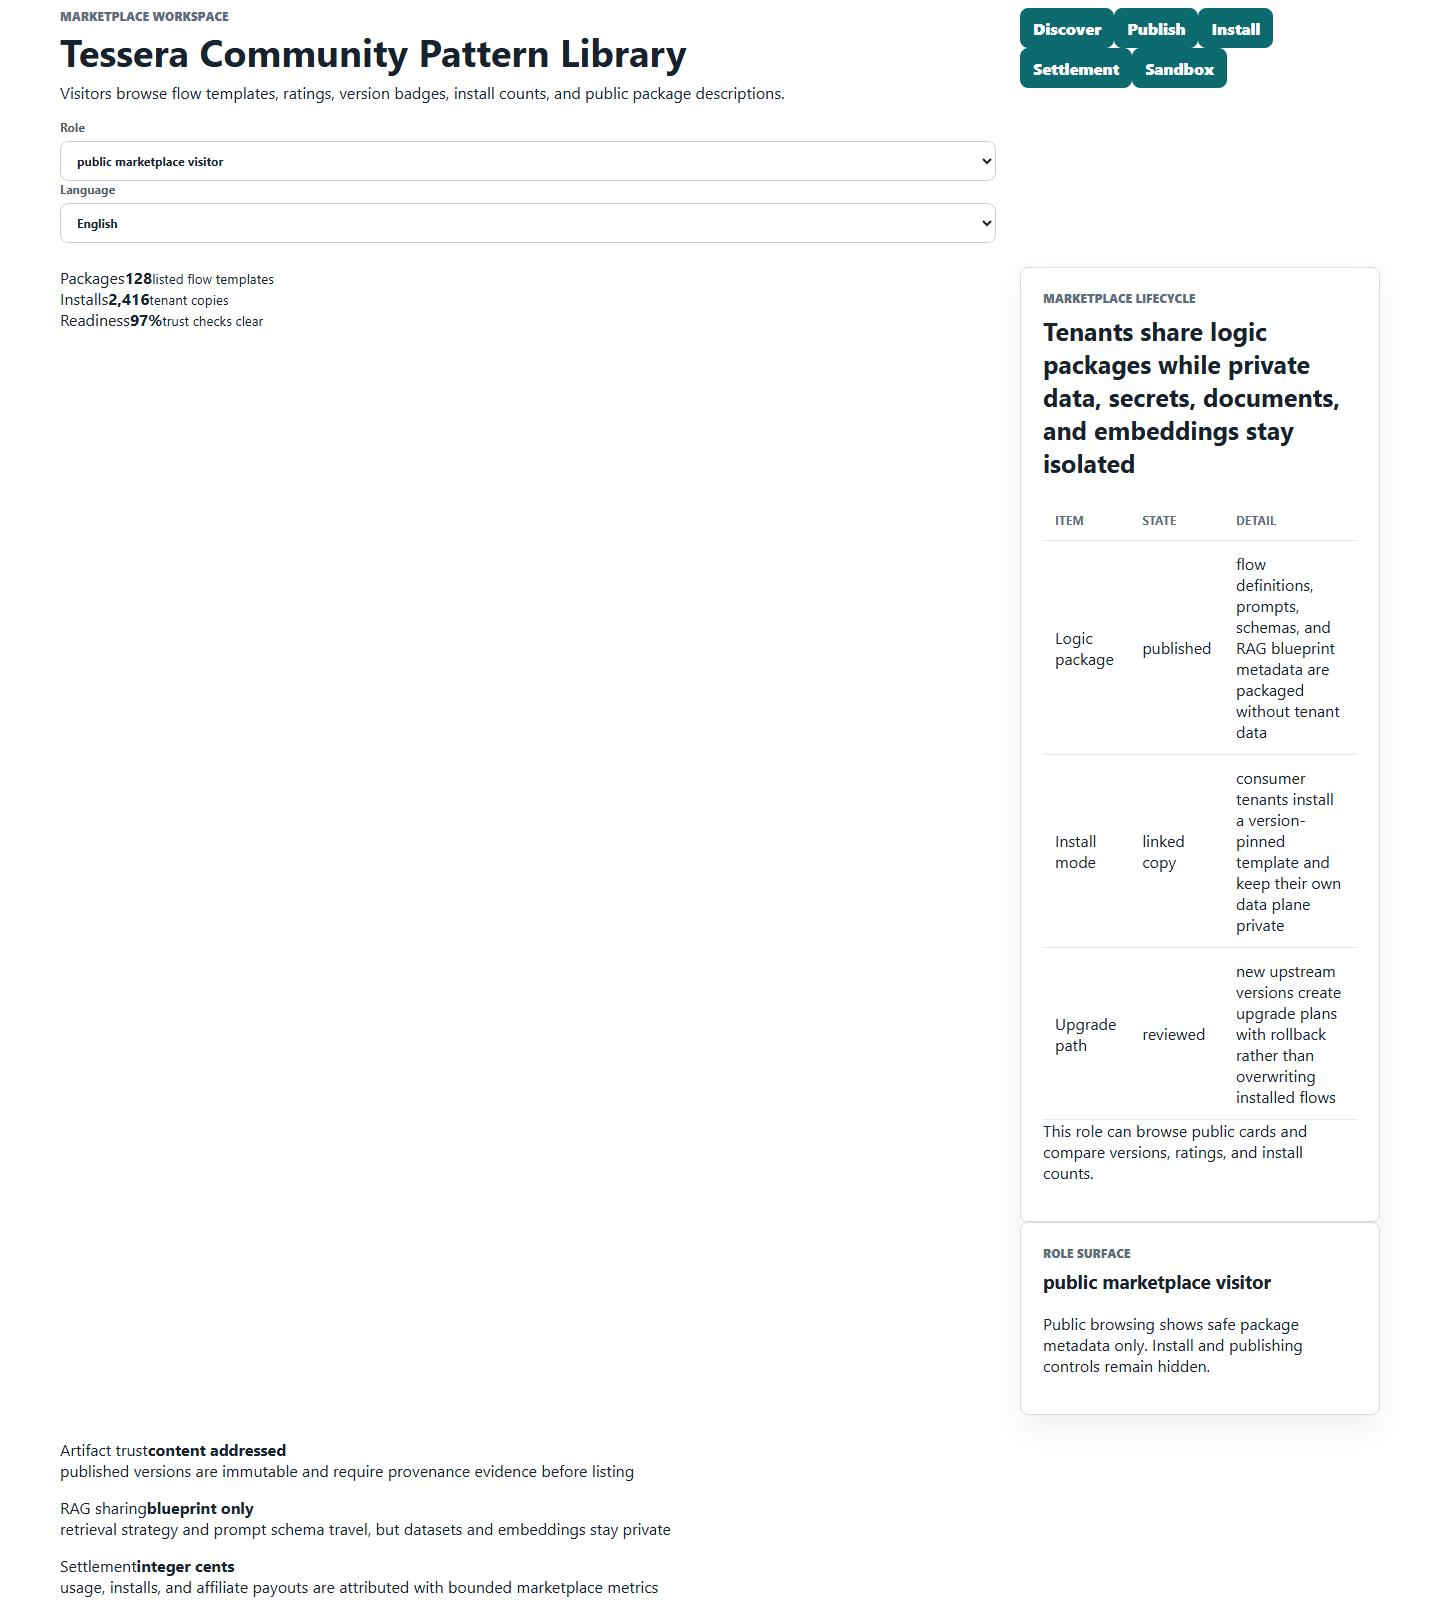 MARKETPLACE WORKSPACE
Tessera Community Pattern Library
Visitors browse flow templates, ratings, version badges, install counts, and public package descriptions.
Discover Publish Install
Settlement Sandbox
Role
public marketplace visitor
Language
English
Packages128listed flow templates
Installs2,416tenant copies
Readiness97%trust checks clear
MARKETPLACE LIFECYCLE
Tenants share logic
packages while private
data, secrets, documents,
and embeddings stay
isolated
ITEM STATE DETAIL
Logic
package
published
flow
definitions,
prompts,
schemas, and
RAG blueprint
metadata are
packaged
without tenant
data
Install
mode
linked
copy
consumer
tenants install
a version-
pinned
template and
keep their own
data plane
private
Upgrade
path
reviewed
new upstream
versions create
upgrade plans
with rollback
rather than
overwriting
installed flows
This role can browse public cards and
compare versions, ratings, and install
counts.
ROLE SURFACE
public marketplace visitor
Public browsing shows safe package
metadata only. Install and publishing
controls remain hidden.
Artifact trustcontent addressed
published versions are immutable and require provenance evidence before listing
RAG sharingblueprint only
retrieval strategy and prompt schema travel, but datasets and embeddings stay private
Settlementinteger cents
usage, installs, and affiliate payouts are attributed with bounded marketplace metrics